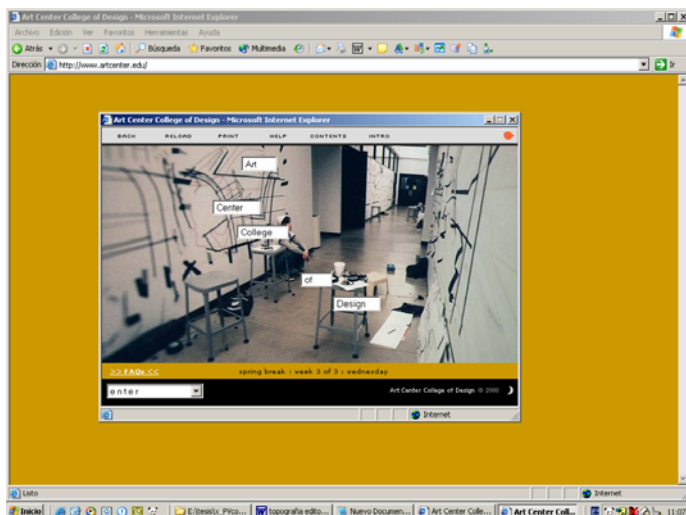 Art Center College of Design - Microsoft Internet Explorer
Archivo Edición Ver Favoritos Herramientas Ayuda
Atrás Búsqueda Favoritos Multimedia
Dirección http://www.artcenter.edu/ Ir
Art Center College of Design - Microsoft Internet Explorer
BACK RELOAD PRINT HELP CONTENTS INTRO
Art
Center
College
of
Design
>> FAQs << spring break : week 3 of 3 : wednesday
enter Art Center College of Design © 2000
Internet
Listo Internet
Inicio E:\tesis\x_PYco... topografia edito... Nuevo Documen... Art Center Colle... Art Center Coll... 11:07